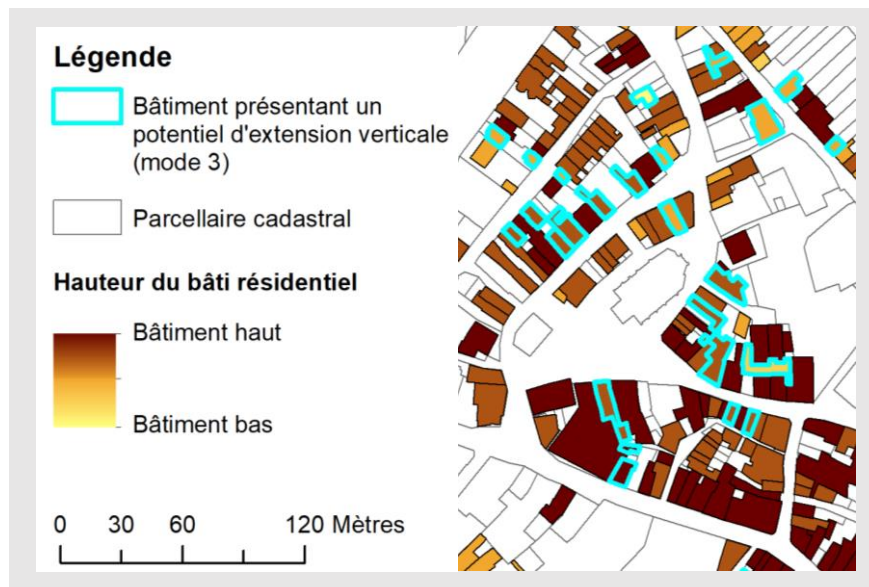 Légende
Bâtiment présentant un
potentiel d'extension verticale
(mode 3)
Parcellaire cadastral
Hauteur du bâti résidentiel
Bâtiment haut
Bâtiment bas
0 30 60 120 Mètres